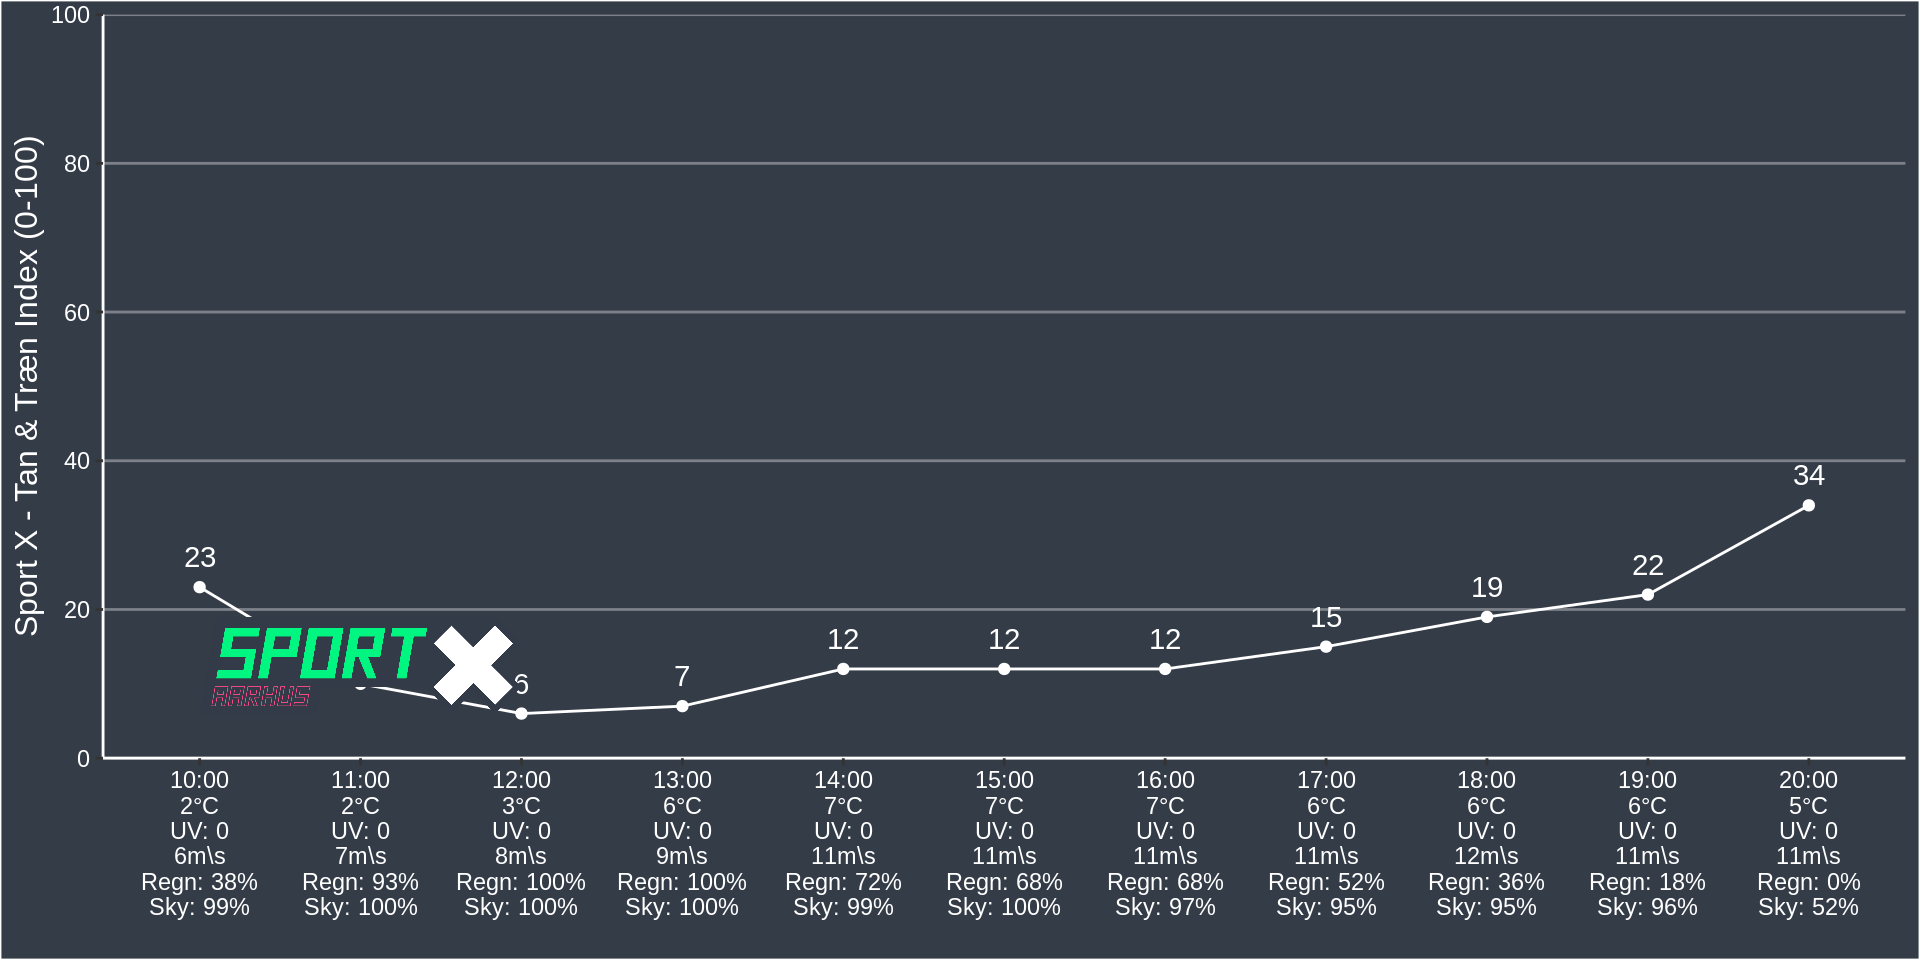 Sport X - Tan & Træn Index (0-100)
100
80
60
40
20
0
23
7
12
12
12
15
19
22
34
SPORT X
AARHUS
10:00 11:00 12:00 13:00 14:00 15:00 16:00 17:00 18:00 19:00 20:00
2°C 2°C 3°C 6°C 7°C 7°C 7°C 6°C 6°C 6°C 5°C
UV: 0 UV: 0 UV: 0 UV: 0 UV: 0 UV: 0 UV: 0 UV: 0 UV: 0 UV: 0 UV: 0
6m\s 7m\s 8m\s 9m\s 11m\s 11m\s 11m\s 11m\s 12m\s 11m\s 11m\s
Regn: 38% Regn: 93% Regn: 100% Regn: 100% Regn: 72% Regn: 68% Regn: 68% Regn: 52% Regn: 36% Regn: 18% Regn: 0%
Sky: 99% Sky: 100% Sky: 100% Sky: 100% Sky: 99% Sky: 100% Sky: 97% Sky: 95% Sky: 95% Sky: 96% Sky: 52%